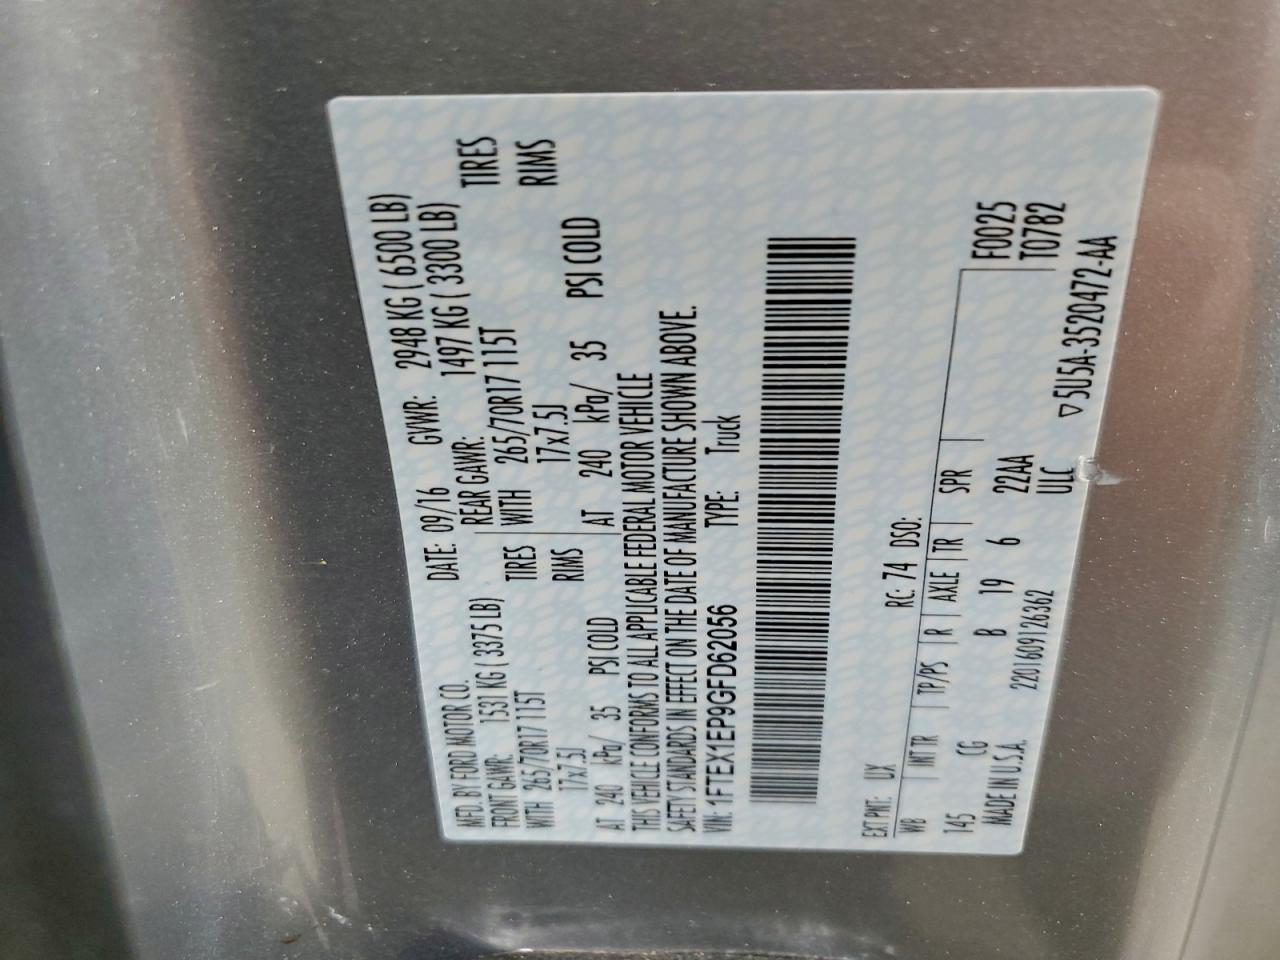 MFD. BY FORD MOTOR CO.
DATE: 09/16 GVWR: 2948 KG ( 6500 LB)
FRONT GAWR: 1531 KG ( 3375 LB) REAR GAWR: 1497 KG ( 3300 LB)
WITH 265/70R17 115T TIRES WITH 265/70R17 115T TIRES
17x7.5J RIMS 17x7.5J RIMS
AT 240 kPa/ 35 PSI COLD AT 240 kPa/ 35 PSI COLD
THIS VEHICLE CONFORMS TO ALL APPLICABLE FEDERAL MOTOR VEHICLE
SAFETY STANDARDS IN EFFECT ON THE DATE OF MANUFACTURE SHOWN ABOVE.
VIN: 1FTEX1EP9GFD62056 TYPE: Truck
EXT PNT: UX RC: 74 DSO:
WB INT TR TP/PS R AXLE TR SPR F0025
145 CG B 19 6 22AA T07B2
MADE IN U.S.A. 2201609126362 ULC ▽5U5A-3520472-AA